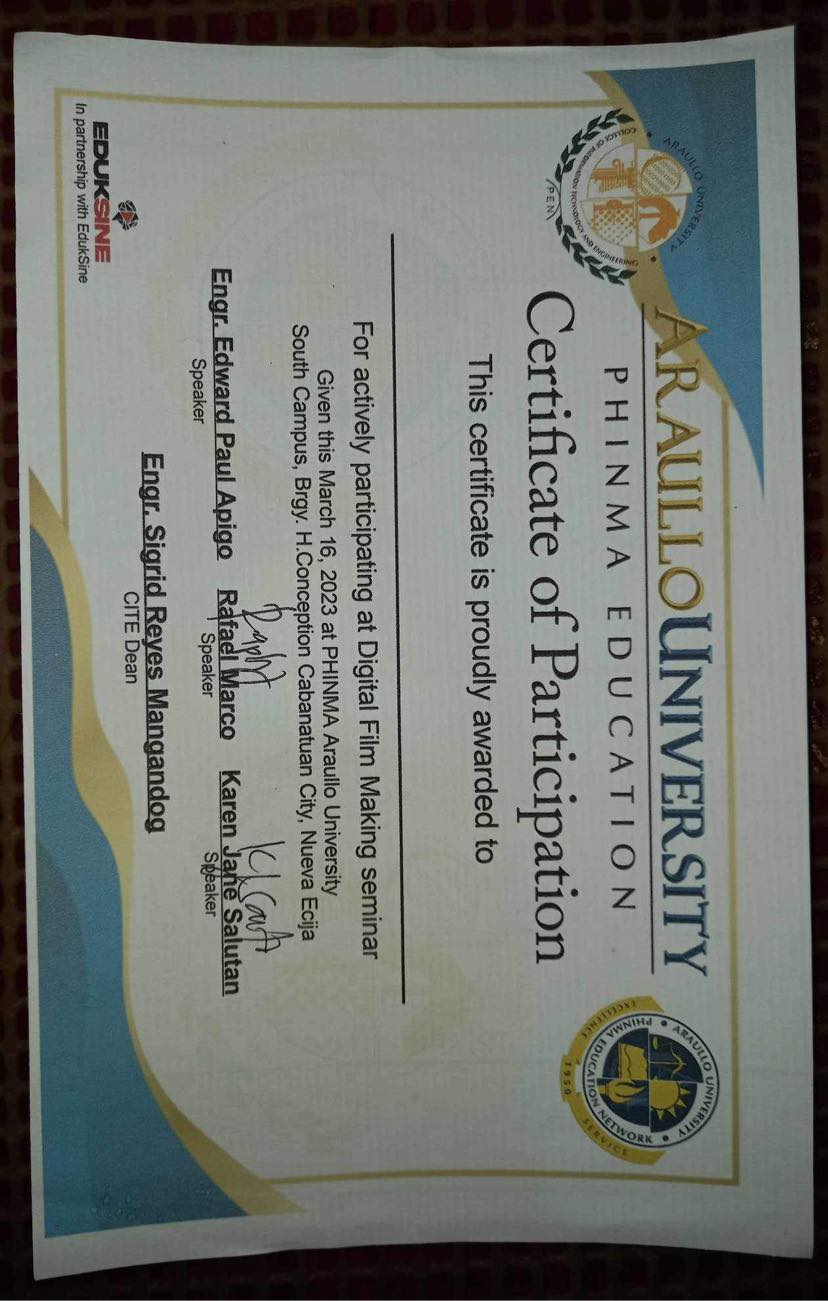 ARAULLO UNIVERSITY
PHINMA EDUCATION
ARAULLO UNIVERSITY
COLLEGE OF INFORMATION TECHNOLOGY AND ENGINEERING
PEN
ARAULLO UNIVERSITY
PHINMA EDUCATION NETWORK
EXCELLENCE SERVICE
1950
Certificate of Participation
This certificate is proudly awarded to
For actively participating at Digital Film Making seminar
Given this March 16, 2023 at PHINMA Araullo University
South Campus, Brgy. H.Conception Cabanatuan City, Nueva Ecija
Engr. Edward Paul Apigo Rafael Marco Karen Jane Salutan
Speaker Speaker Speaker
Engr. Sigrid Reyes Mangandog
CITE Dean
EDUKSINE
In partnership with EdukSine